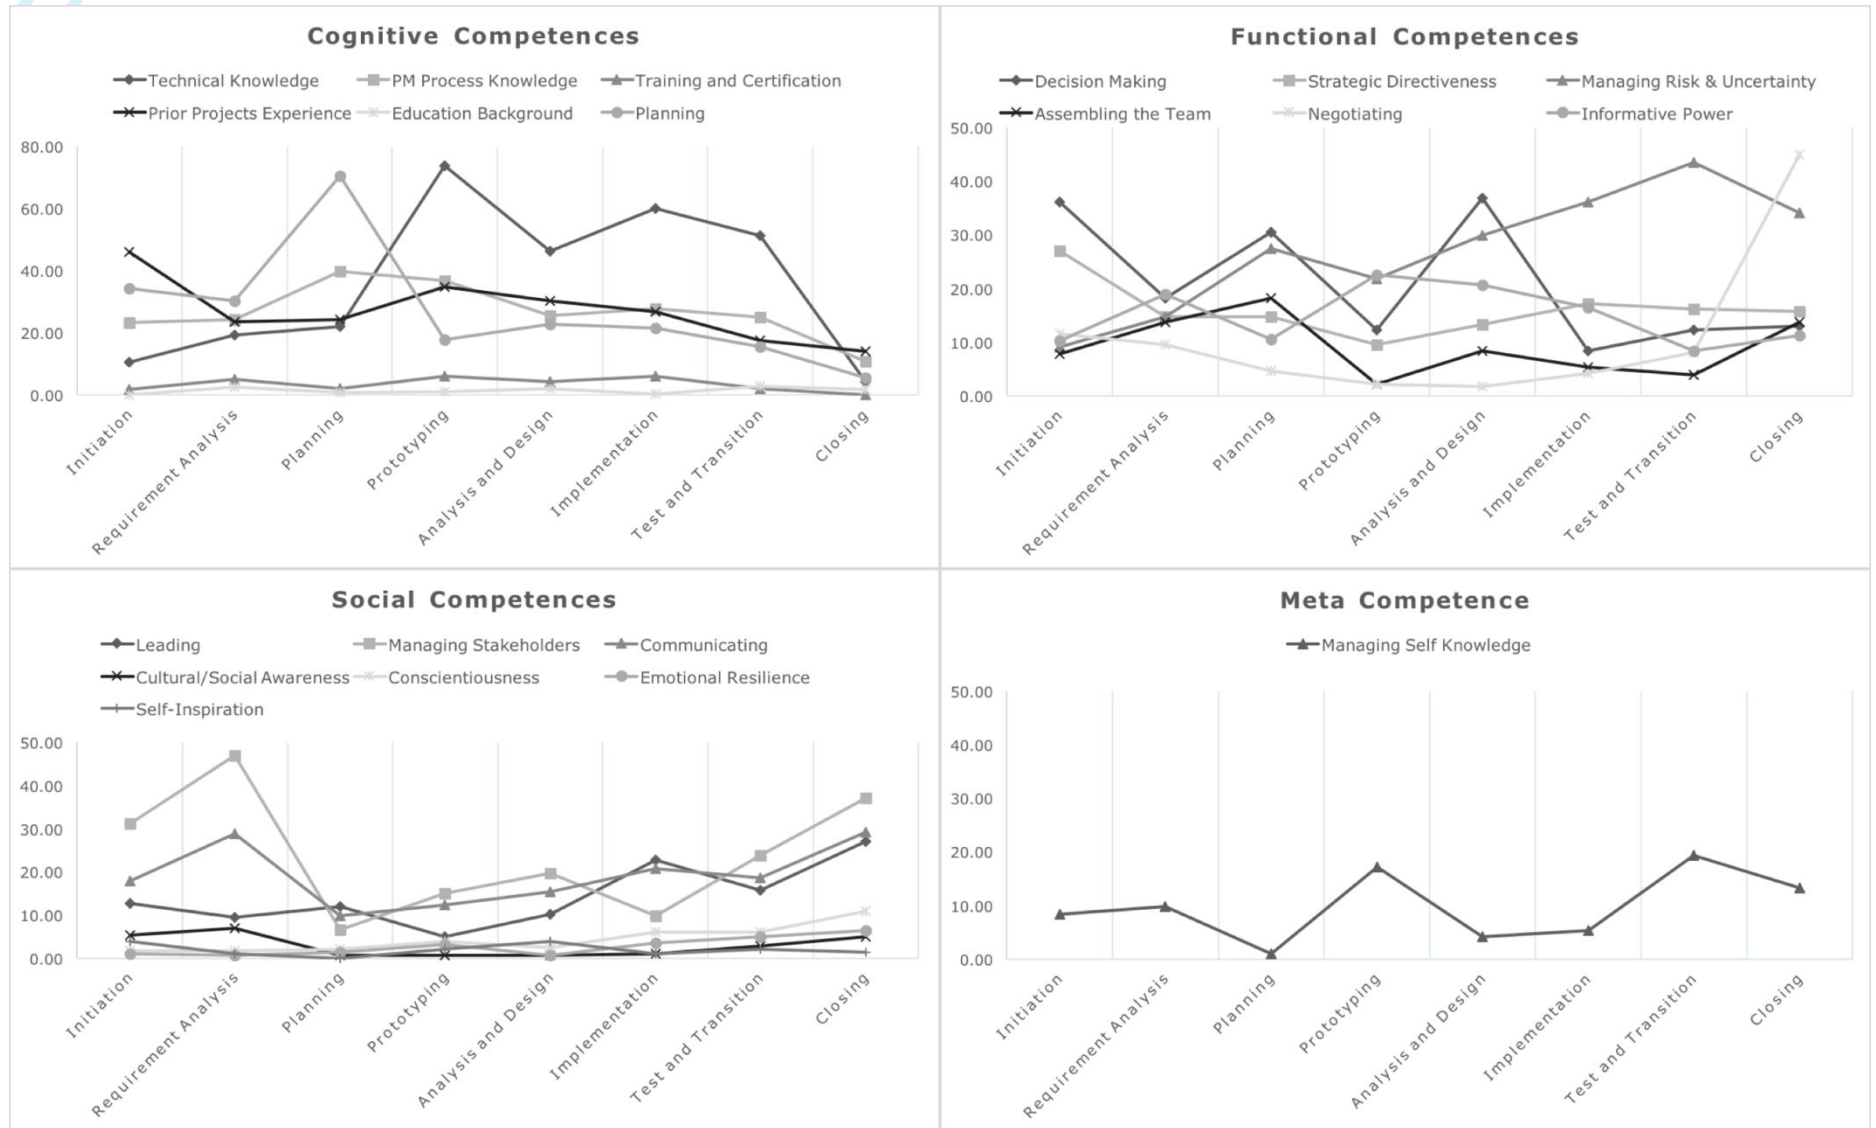 Cognitive Competences
Technical Knowledge PM Process Knowledge Training and Certification
Prior Projects Experience Education Background Planning
80.00
60.00
40.00
20.00
0.00
Initiation
Requirement Analysis
Planning
Prototyping
Analysis and Design
Implementation
Test and Transition
Closing
Functional Competences
Decision Making Strategic Directiveness Managing Risk & Uncertainty
Assembling the Team Negotiating Informative Power
50.00
40.00
30.00
20.00
10.00
0.00
Initiation
Requirement Analysis
Planning
Prototyping
Analysis and Design
Implementation
Test and Transition
Closing
Social Competences
Leading Managing Stakeholders Communicating
Cultural/Social Awareness Conscientiousness Emotional Resilience
Self-Inspiration
50.00
40.00
30.00
20.00
10.00
0.00
Initiation
Requirement Analysis
Planning
Prototyping
Analysis and Design
Implementation
Test and Transition
Closing
Meta Competence
Managing Self Knowledge
50.00
40.00
30.00
20.00
10.00
0.00
Initiation
Requirement Analysis
Planning
Prototyping
Analysis and Design
Implementation
Test and Transition
Closing